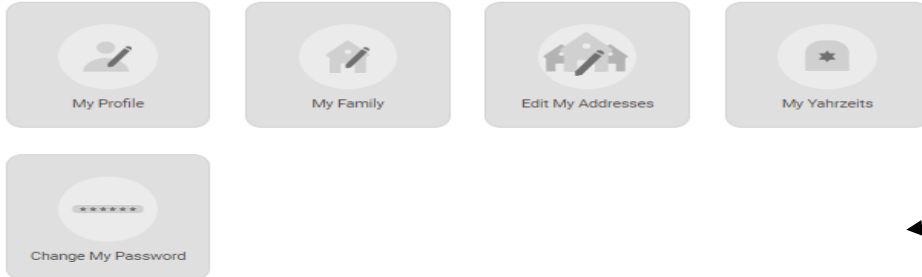 My Profile
My Family
Edit My Addresses
My Yahrzeits
******
Change My Password